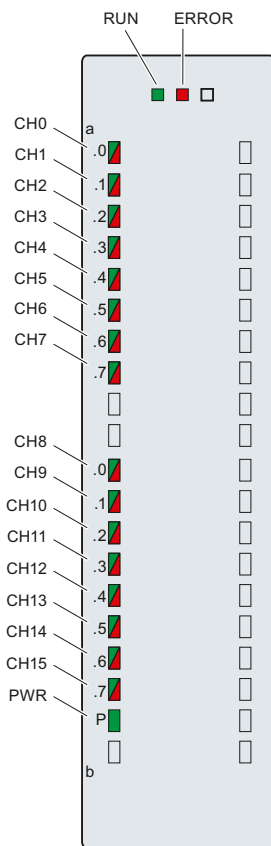 RUN ERROR
a
CH0 .0
CH1 .1
CH2 .2
CH3 .3
CH4 .4
CH5 .5
CH6 .6
CH7 .7
CH8 .0
CH9 .1
CH10 .2
CH11 .3
CH12 .4
CH13 .5
CH14 .6
CH15 .7
PWR P
b